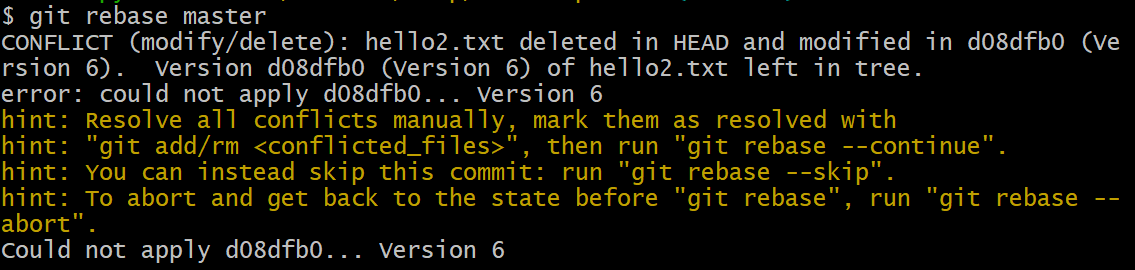 $ git rebase master
CONFLICT (modify/delete): hello2.txt deleted in HEAD and modified in d08dfb0 (Ve
rsion 6).  Version d08dfb0 (Version 6) of hello2.txt left in tree.
error: could not apply d08dfb0... Version 6
hint: Resolve all conflicts manually, mark them as resolved with
hint: "git add/rm <conflicted_files>", then run "git rebase --continue".
hint: You can instead skip this commit: run "git rebase --skip".
hint: To abort and get back to the state before "git rebase", run "git rebase --
abort".
Could not apply d08dfb0... Version 6